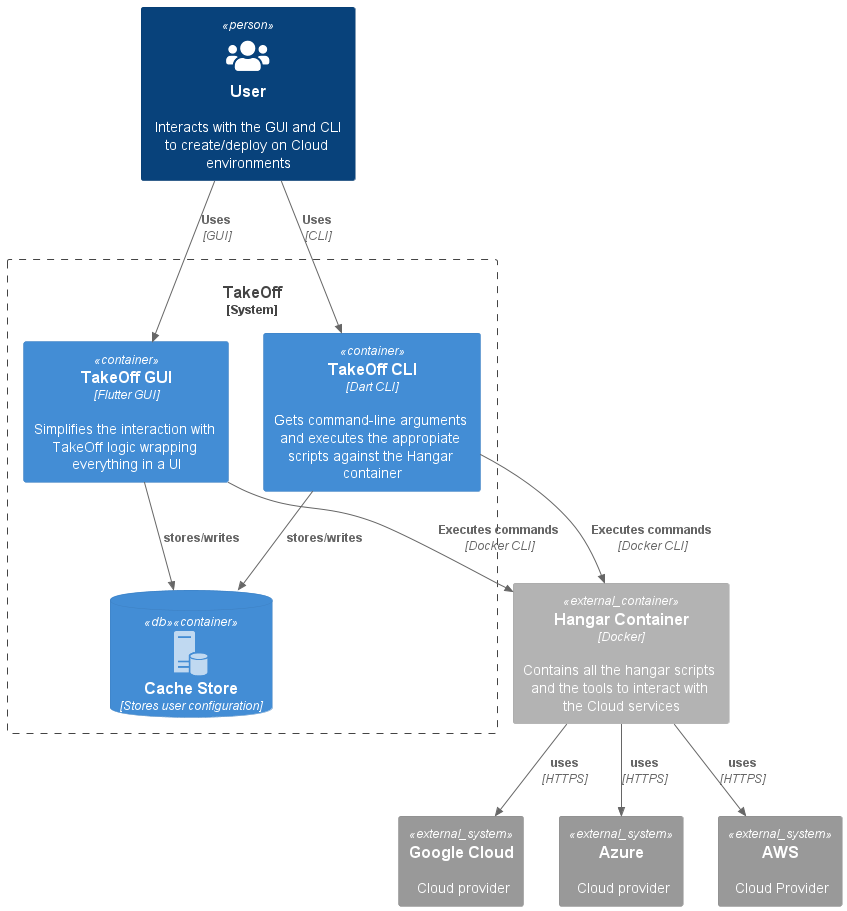 «person»
User
Interacts with the GUI and CLI
to create/deploy on Cloud
environments
Uses
[GUI]
Uses
[CLI]
TakeOff
[System]
«container»
TakeOff GUI
[Flutter GUI]
Simplifies the interaction with
TakeOff logic wrapping
everything in a UI
«container»
TakeOff CLI
[Dart CLI]
Gets command-line arguments
and executes the appropiate
scripts against the Hangar
container
stores/writes
stores/writes
Executes commands
[Docker CLI]
Executes commands
[Docker CLI]
«db»«container»
Cache Store
[Stores user configuration]
«external_container»
Hangar Container
[Docker]
Contains all the hangar scripts
and the tools to interact with
the Cloud services
uses
[HTTPS]
uses
[HTTPS]
uses
[HTTPS]
«external_system»
Google Cloud
Cloud provider
«external_system»
Azure
Cloud provider
«external_system»
AWS
Cloud Provider